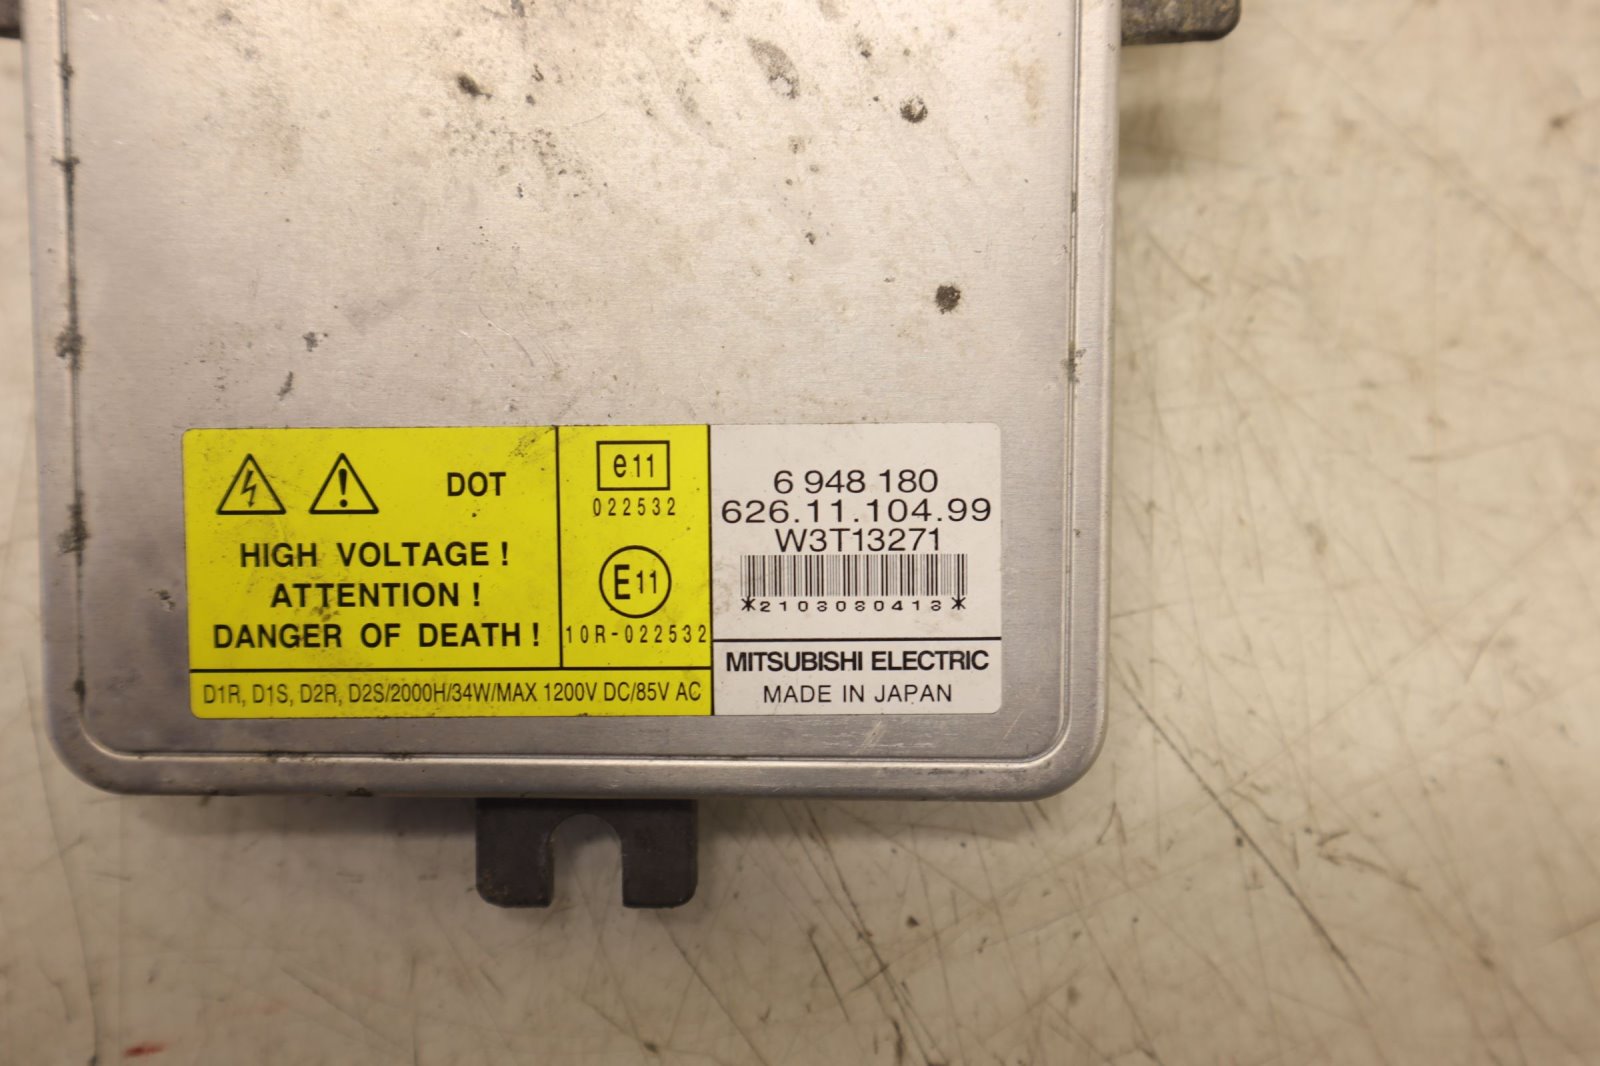 DOT
HIGH VOLTAGE !
ATTENTION !
DANGER OF DEATH !
e11
022532
E11
10R-022532
D1R, D1S, D2R, D2S/2000H/34W/MAX 1200V DC/85V AC
6 948 180
626.11.104.99
W3T13271
*2103080413*
MITSUBISHI ELECTRIC
MADE IN JAPAN